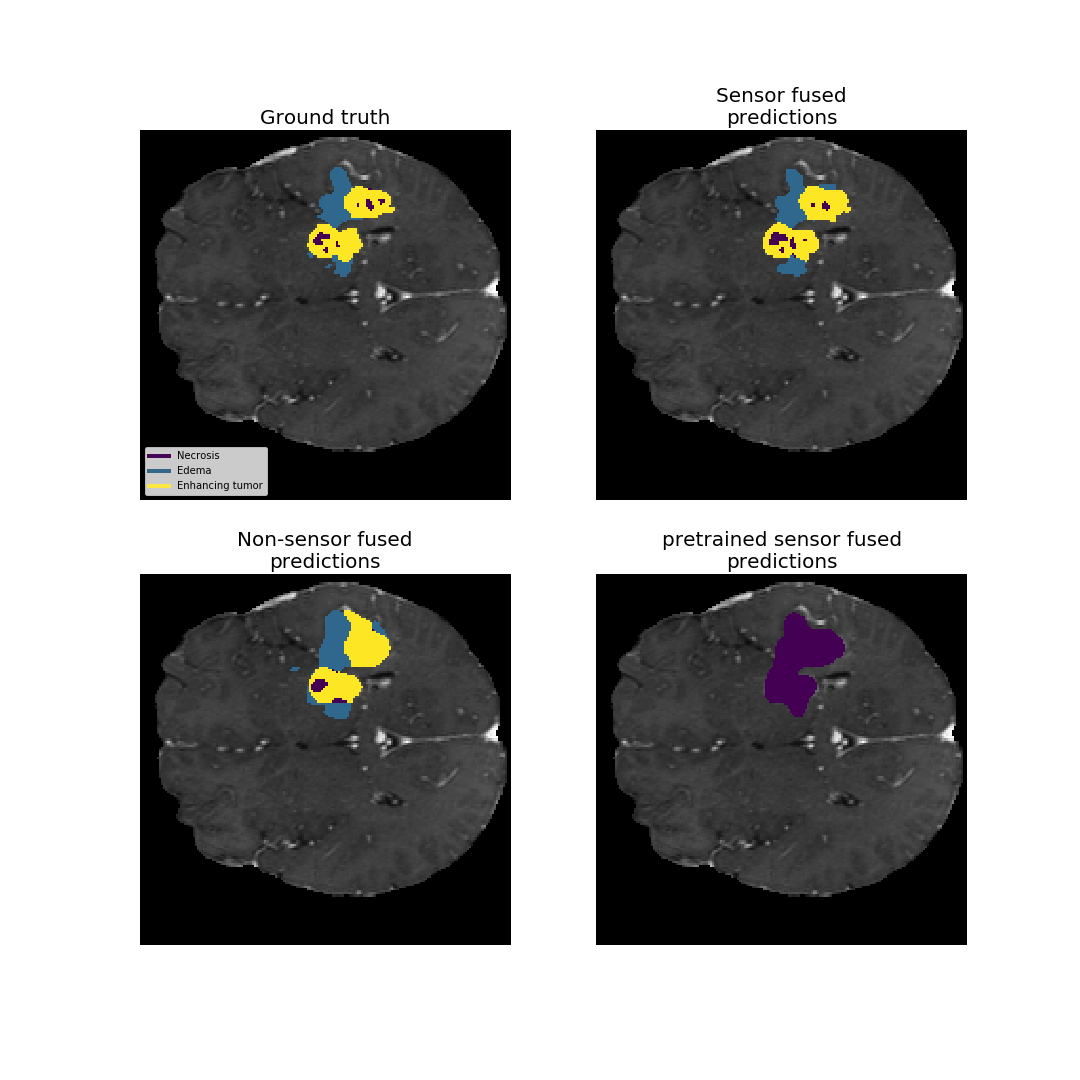 Ground truth
Sensor fused
predictions
Necrosis
Edema
Enhancing tumor
Non-sensor fused
predictions
pretrained sensor fused
predictions